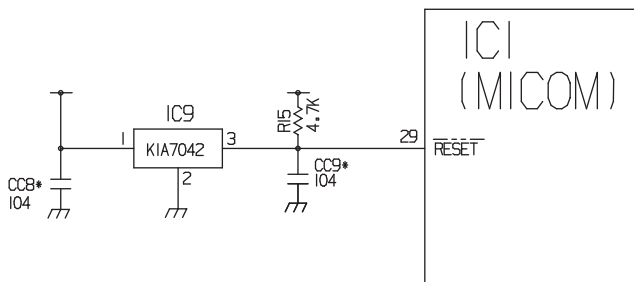 IC1
(MICOM)
IC9
1
KIA7042
3
2
R15
4.7K
29
RESET
CC8*
104
CC9*
104